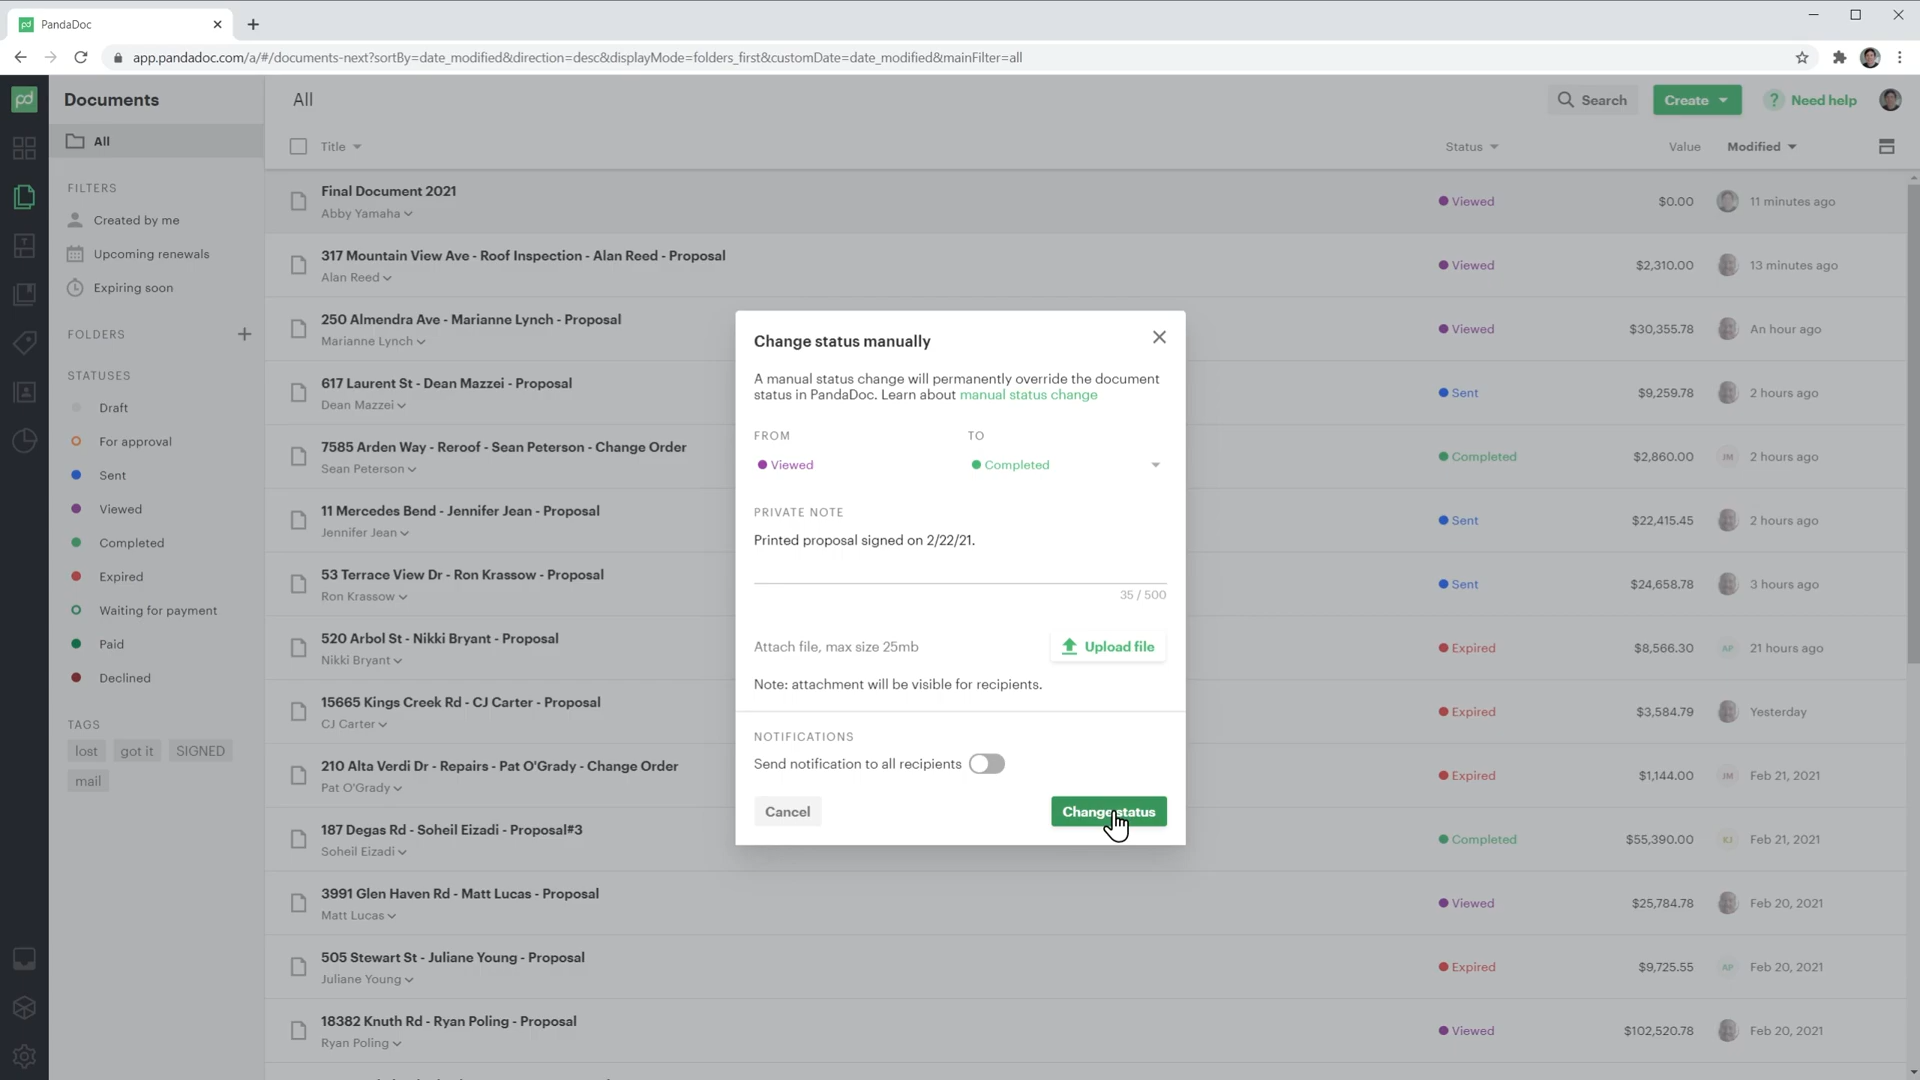 PandaDoc
app.pandadoc.com/a/#/documents-next?sortBy=date_modified&direction=desc&displayMode=folders_first&customDate=date_modified&mainFilter=all
pd
Documents
All
Search
Create
? Need help
All
Title
Status
Value
Modified
FILTERS
Created by me
Upcoming renewals
Expiring soon
FOLDERS
STATUSES
Draft
For approval
Sent
Viewed
Completed
Expired
Waiting for payment
Paid
Declined
TAGS
lost
got it
SIGNED
mail
Final Document 2021
Abby Yamaha
Viewed
$0.00
11 minutes ago
317 Mountain View Ave - Roof Inspection - Alan Reed - Proposal
Alan Reed
Viewed
$2,310.00
13 minutes ago
250 Almendra Ave - Marianne Lynch - Proposal
Marianne Lynch
Viewed
$30,355.78
An hour ago
617 Laurent St - Dean Mazzei - Proposal
Dean Mazzei
Sent
$9,259.78
2 hours ago
7585 Arden Way - Reroof - Sean Peterson - Change Order
Sean Peterson
Completed
$2,860.00
JM
2 hours ago
11 Mercedes Bend - Jennifer Jean - Proposal
Jennifer Jean
Sent
$22,415.45
2 hours ago
53 Terrace View Dr - Ron Krassow - Proposal
Ron Krassow
Sent
$24,658.78
3 hours ago
520 Arbol St - Nikki Bryant - Proposal
Nikki Bryant
Expired
$8,566.30
AP
21 hours ago
15665 Kings Creek Rd - CJ Carter - Proposal
CJ Carter
Expired
$3,584.79
Yesterday
210 Alta Verdi Dr - Repairs - Pat O'Grady - Change Order
Pat O'Grady
Expired
$1,144.00
JM
Feb 21, 2021
187 Degas Rd - Soheil Eizadi - Proposal#3
Soheil Eizadi
Completed
$55,390.00
KJ
Feb 21, 2021
3991 Glen Haven Rd - Matt Lucas - Proposal
Matt Lucas
Viewed
$25,784.78
Feb 20, 2021
505 Stewart St - Juliane Young - Proposal
Juliane Young
Expired
$9,725.55
AP
Feb 20, 2021
18382 Knuth Rd - Ryan Poling - Proposal
Ryan Poling
Viewed
$102,520.78
Feb 20, 2021
Change status manually
A manual status change will permanently override the document
status in PandaDoc. Learn about manual status change
FROM
TO
Viewed
Completed
PRIVATE NOTE
Printed proposal signed on 2/22/21.
35 / 500
Attach file, max size 25mb
Upload file
Note: attachment will be visible for recipients.
NOTIFICATIONS
Send notification to all recipients
Cancel
Change status